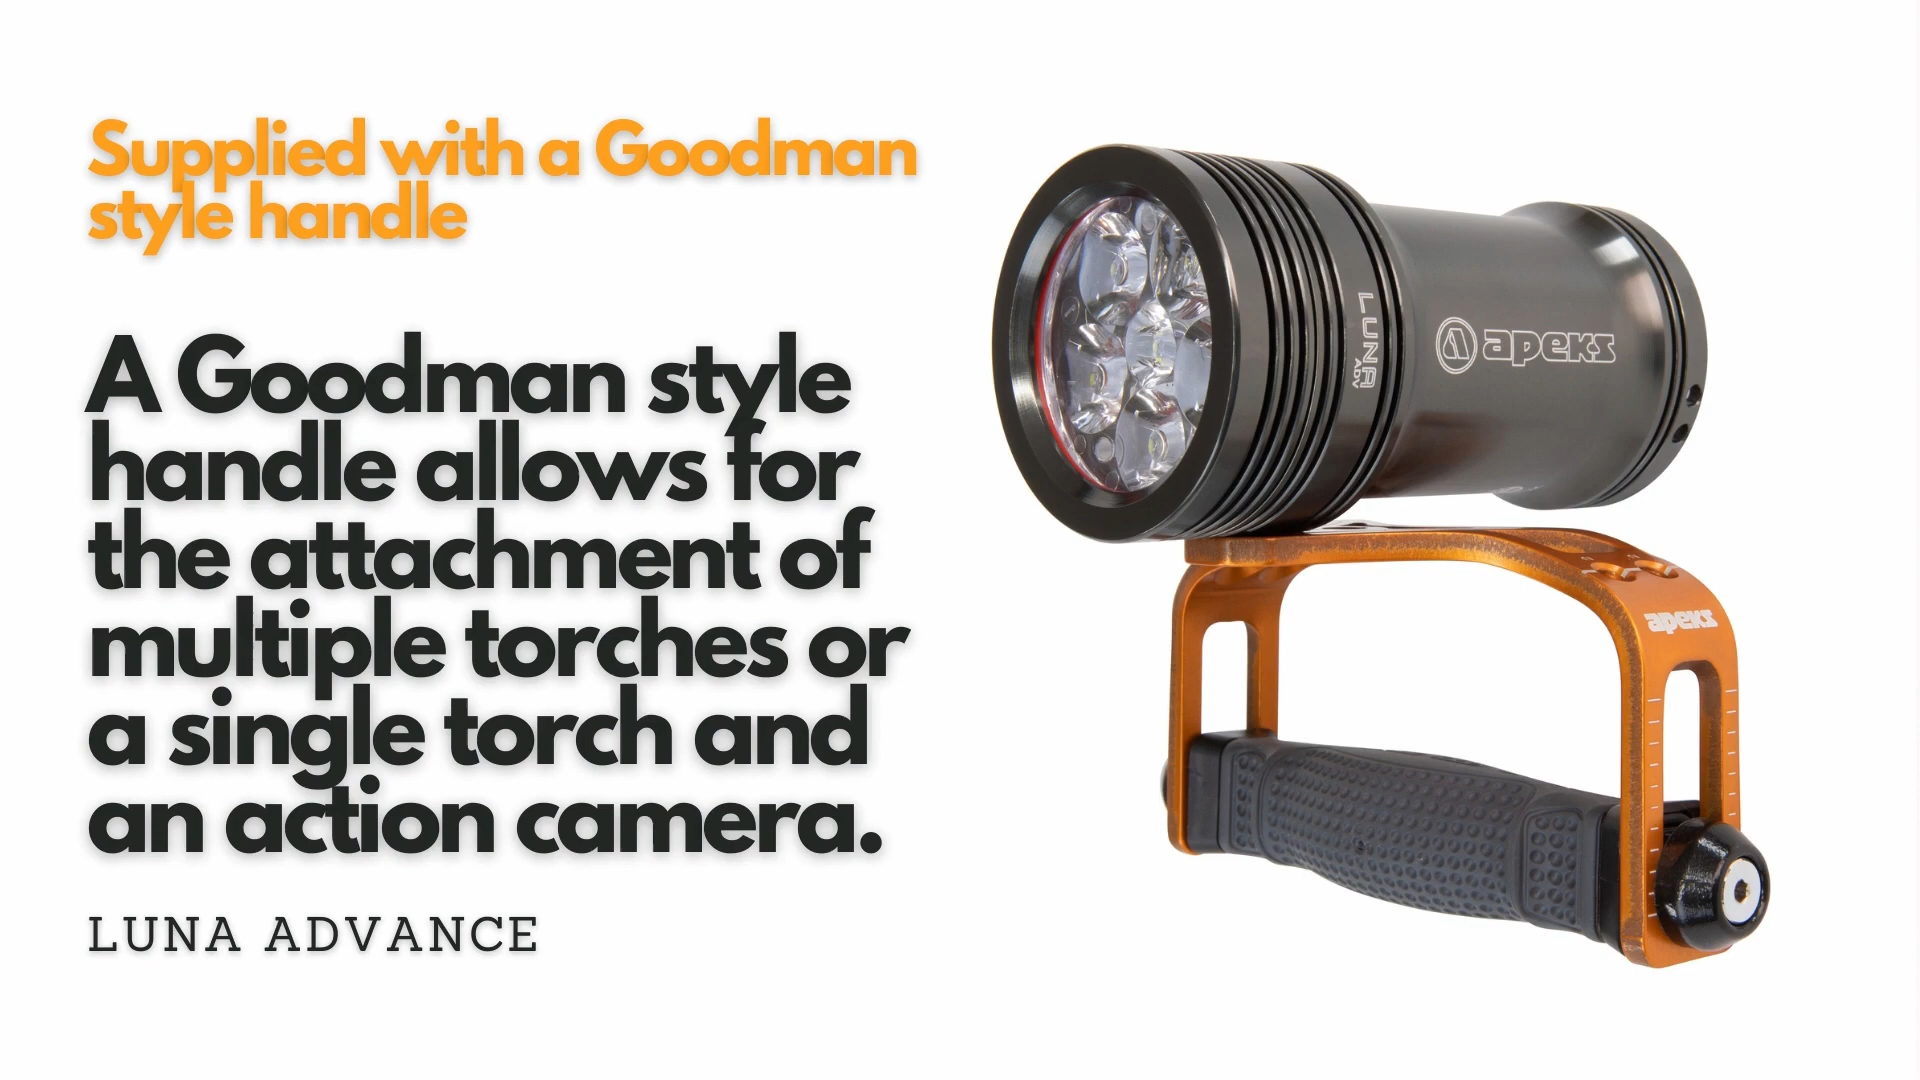 Supplied with a Goodman
style handle
A Goodman style
handle allows for
the attachment of
multiple torches or
a single torch and
an action camera.
LUNA ADVANCE
LUNA
ADV
apeks
apeks